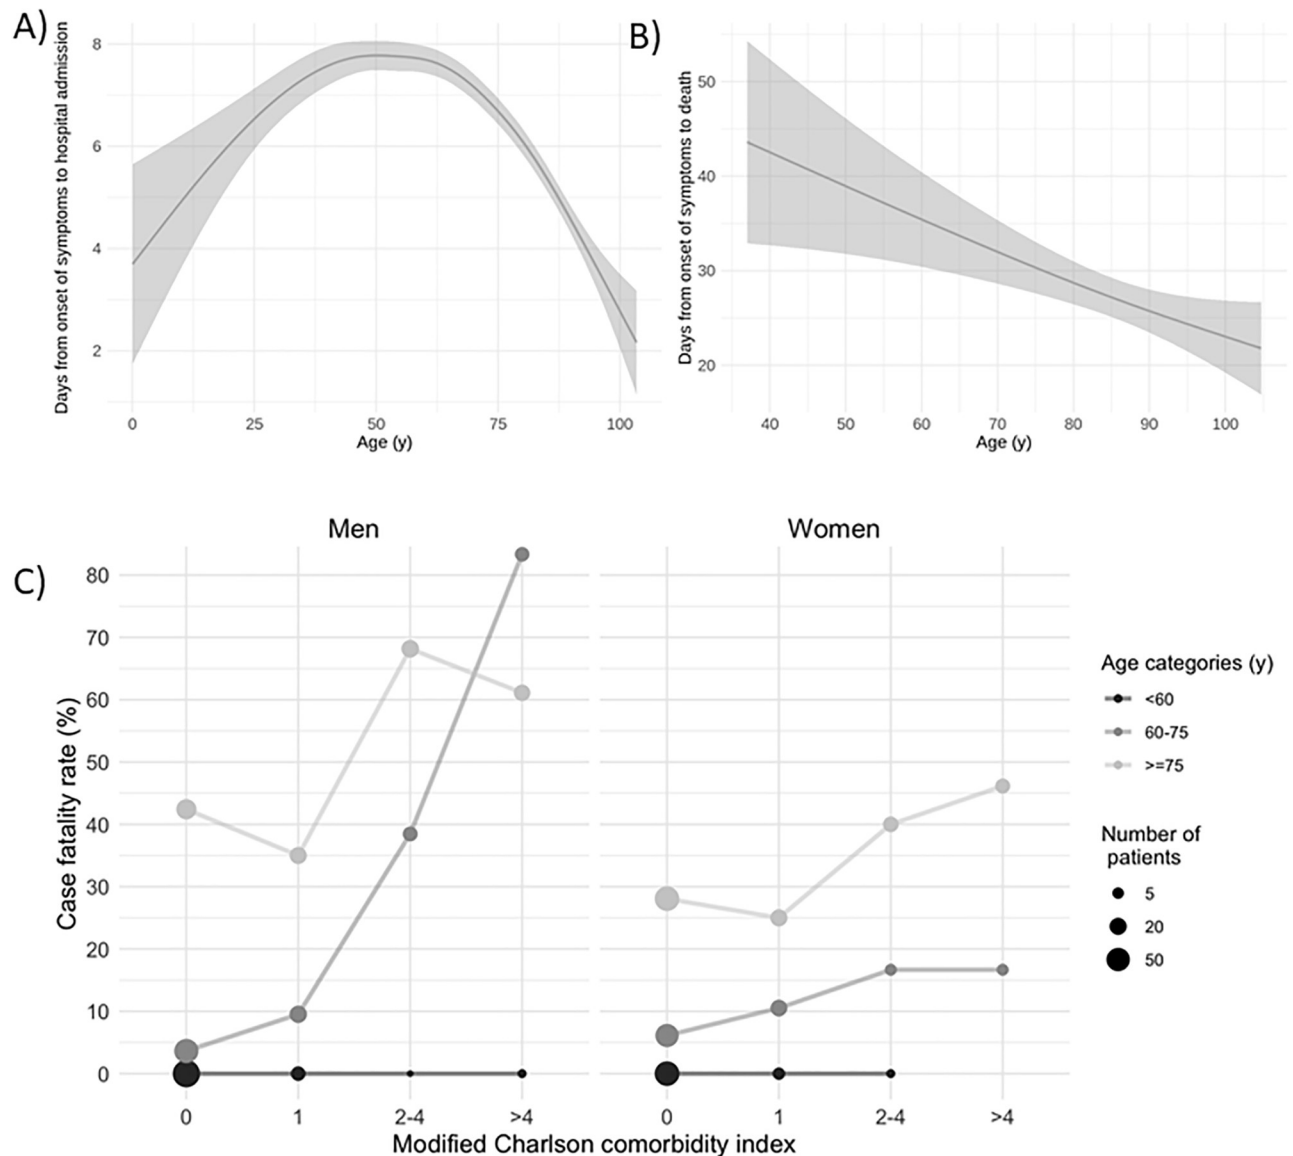 A)
Days from onset of symptoms to hospital admission
8
6
4
2
0 25 50 75 100
Age (y)
B)
Days from onset of symptoms to death
50
40
30
20
40 50 60 70 80 90 100
Age (y)
C)
Men
Women
Case fatality rate (%)
80
70
60
50
40
30
20
10
0
0 1 2-4 >4
0 1 2-4 >4
Modified Charlson comorbidity index
Age categories (y)
<60
60-75
>=75
Number of
patients
5
20
50